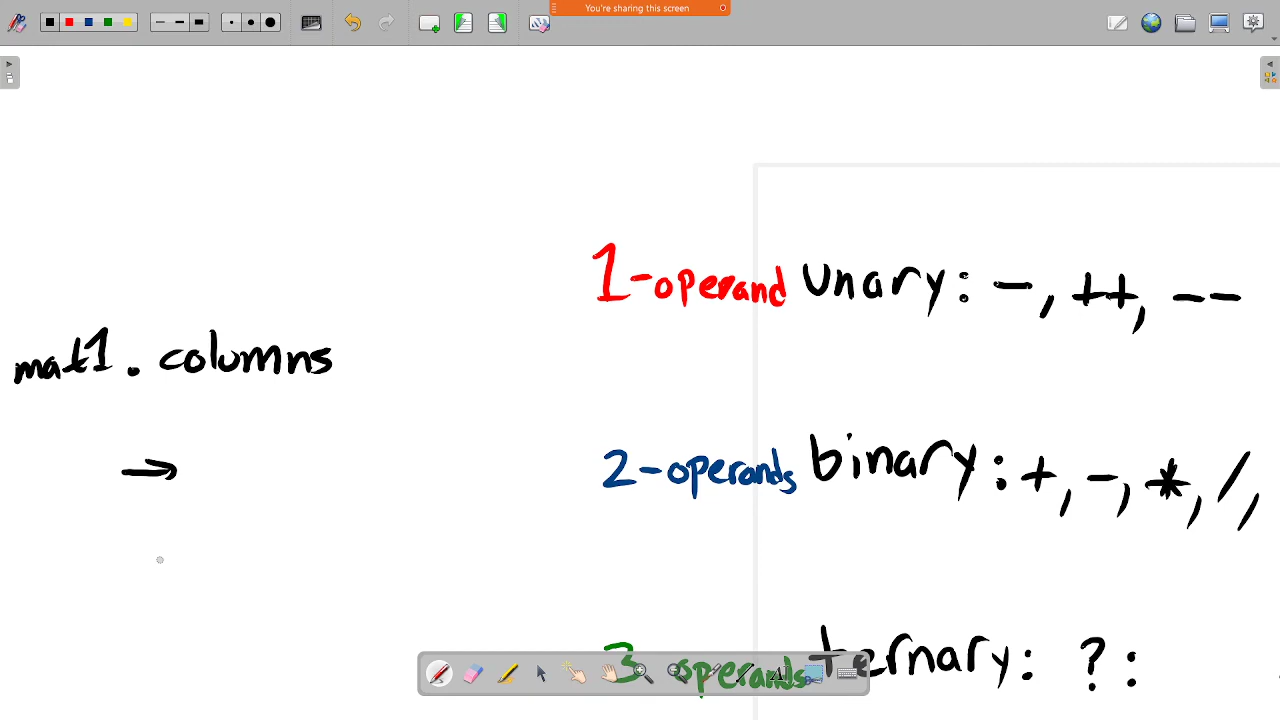 You're sharing this screen
1-operand unary: -, ++, --
mat1. columns
→
2-operands binary: +, -, *, /,
3 operands ternary: ? :